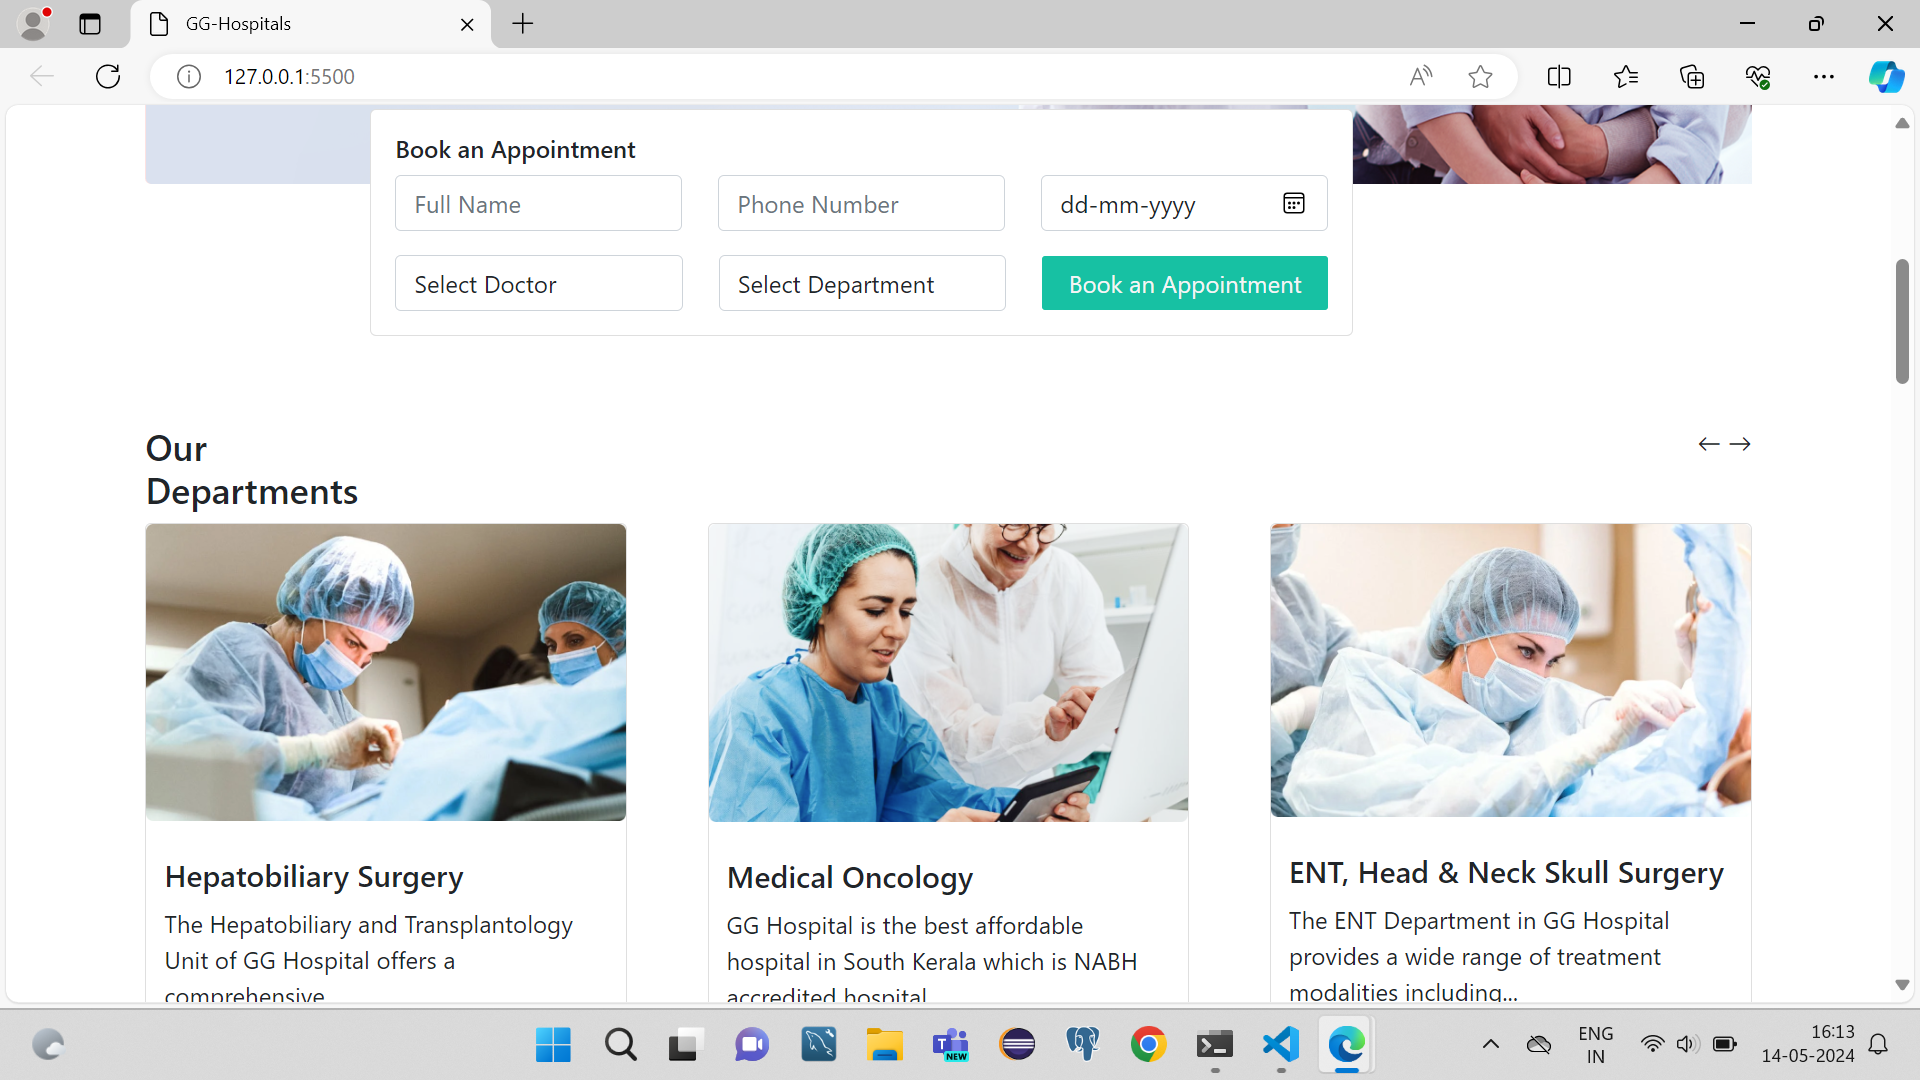 GG-Hospitals
127.0.0.1:5500
Book an Appointment
Full Name
Phone Number
dd-mm-yyyy
Select Doctor
Select Department
Book an Appointment
Our
Departments
Hepatobiliary Surgery
The Hepatobiliary and Transplantology
Unit of GG Hospital offers a
comprehensive
Medical Oncology
GG Hospital is the best affordable
hospital in South Kerala which is NABH
accredited hospital
ENT, Head & Neck Skull Surgery
The ENT Department in GG Hospital
provides a wide range of treatment
modalities including...
NEW
ENG
IN
16:13
14-05-2024